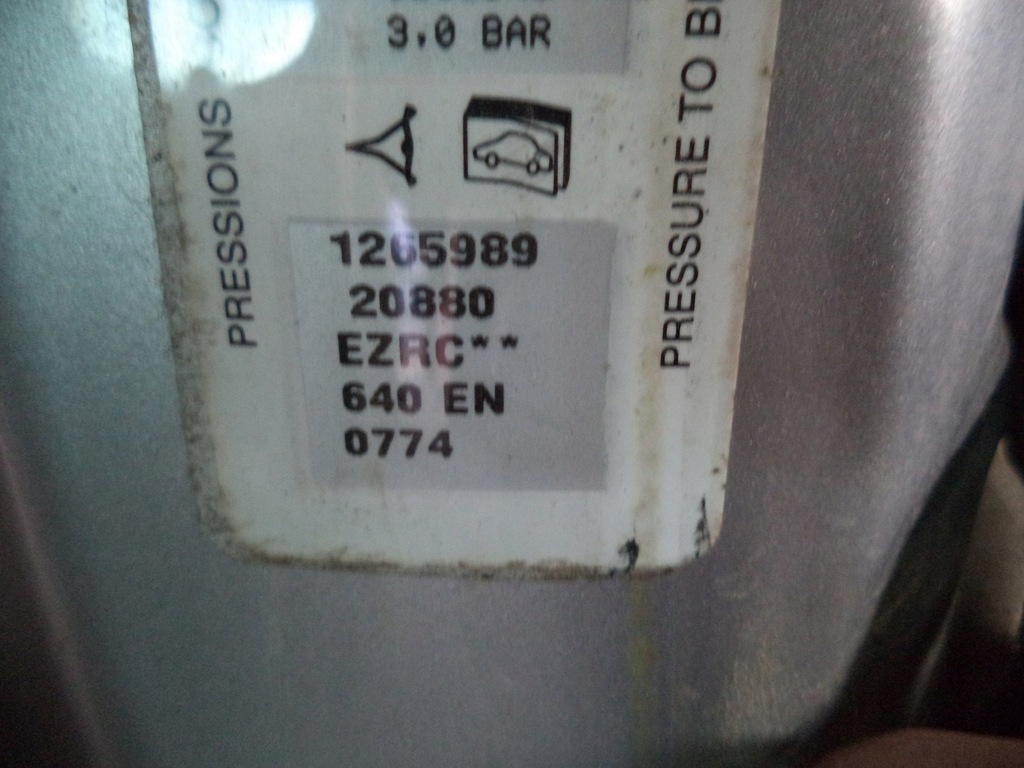 3,0 BAR
PRESSIONS
PRESSURE TO
1265989
20880
EZRC**
640 EN
0774